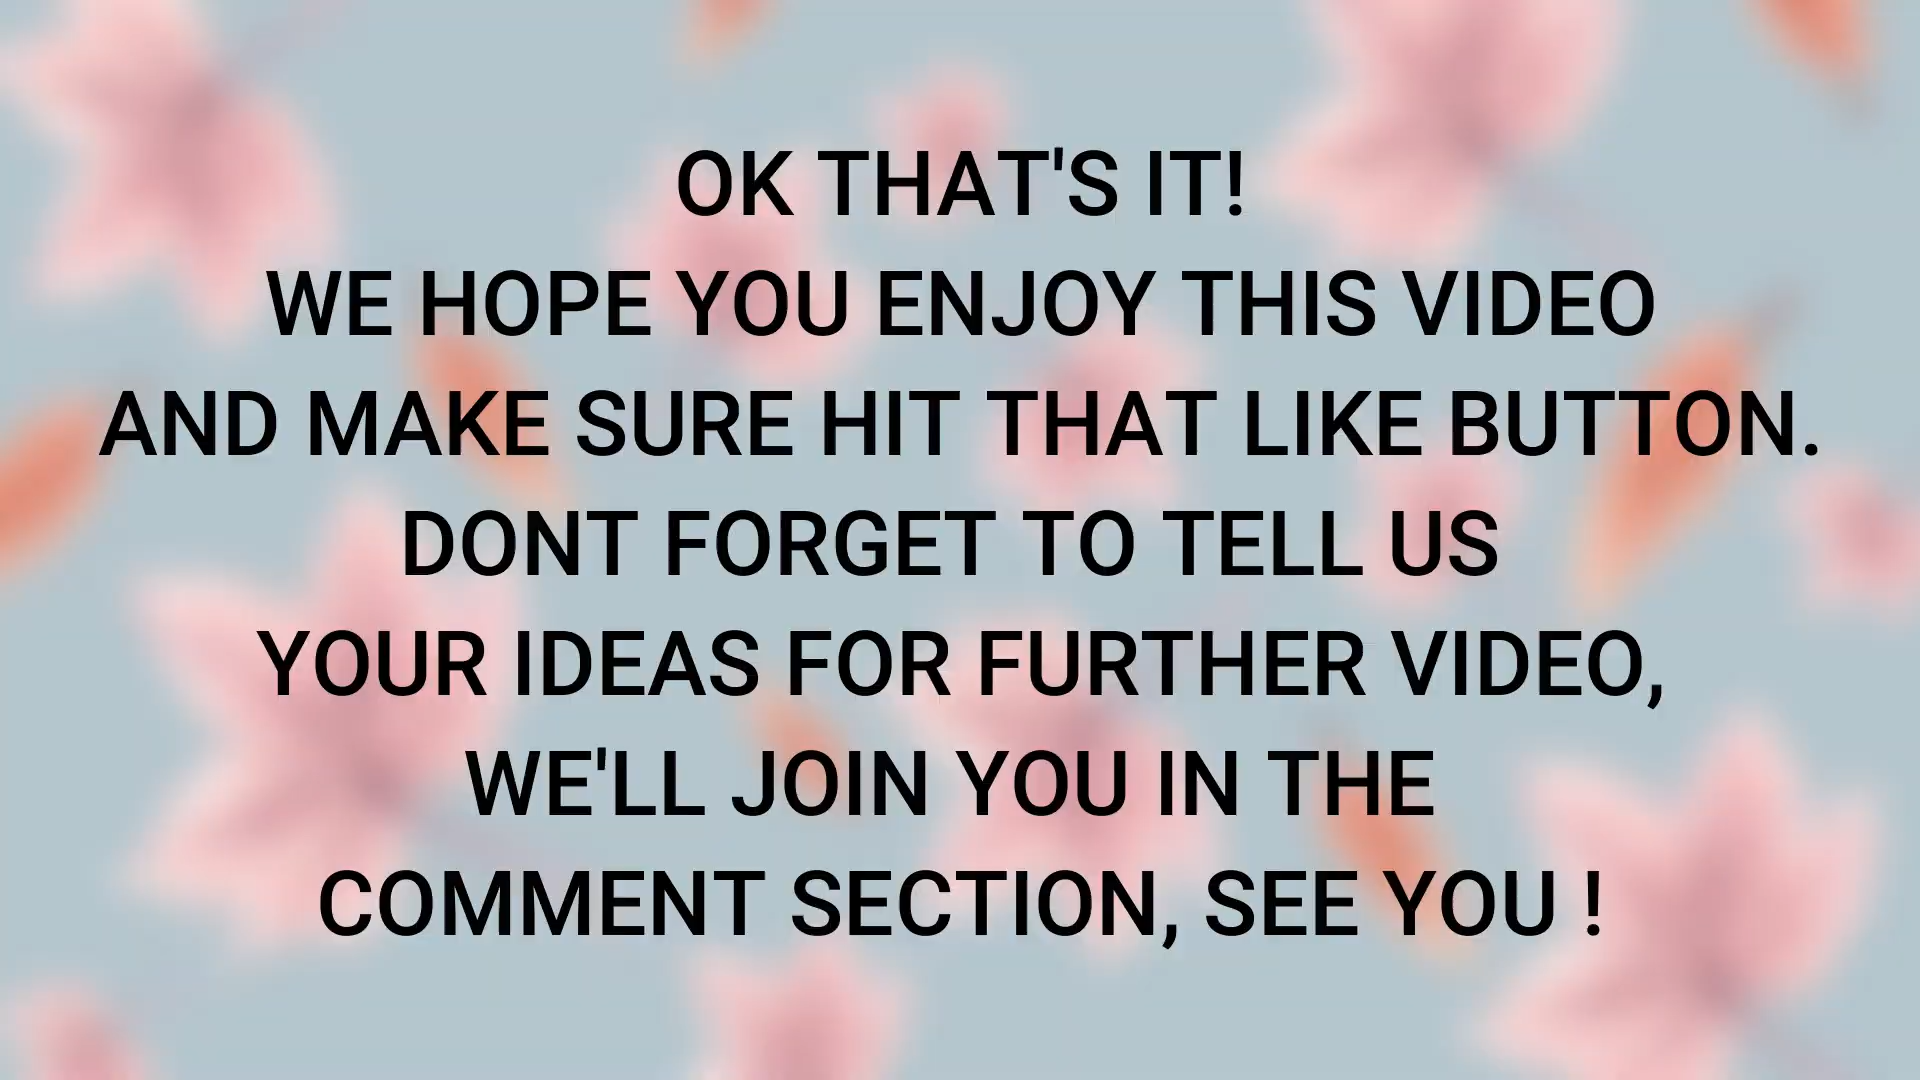 OK THAT'S IT!
WE HOPE YOU ENJOY THIS VIDEO
AND MAKE SURE HIT THAT LIKE BUTTON.
DONT FORGET TO TELL US
YOUR IDEAS FOR FURTHER VIDEO,
WE'LL JOIN YOU IN THE
COMMENT SECTION, SEE YOU !